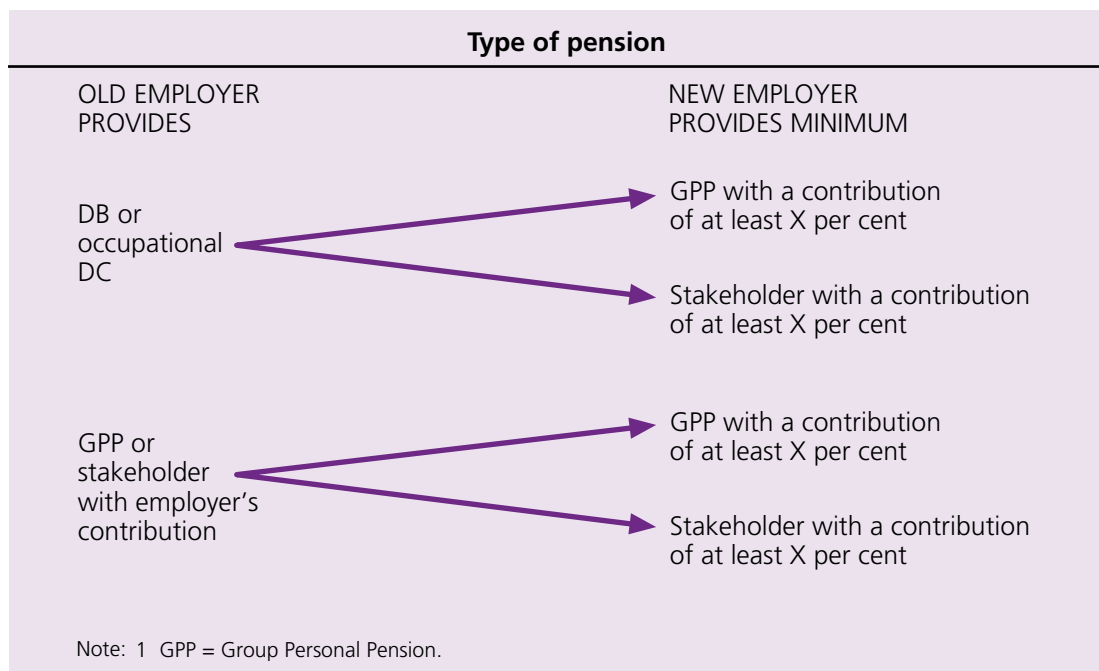 Type of pension
OLD EMPLOYER
PROVIDES
NEW EMPLOYER
PROVIDES MINIMUM
DB or
occupational
DC
GPP with a contribution
of at least X per cent
Stakeholder with a contribution
of at least X per cent
GPP or
stakeholder
with employer’s
contribution
GPP with a contribution
of at least X per cent
Stakeholder with a contribution
of at least X per cent
Note: 1 GPP = Group Personal Pension.